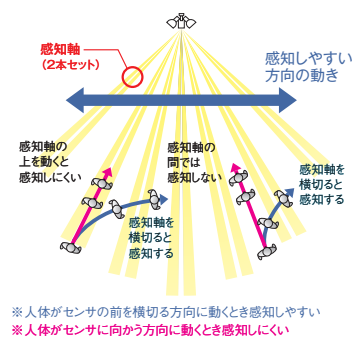 感知軸
(2本セット)
感知しやすい
方向の動き
感知軸の
上を動くと
感知しにくい
感知軸の
間では
感知しない
感知軸を
横切ると
感知する
感知軸を
横切ると
感知する
※人体がセンサの前を横切る方向に動くとき感知しやすい
※人体がセンサに向かう方向に動くとき感知しにくい